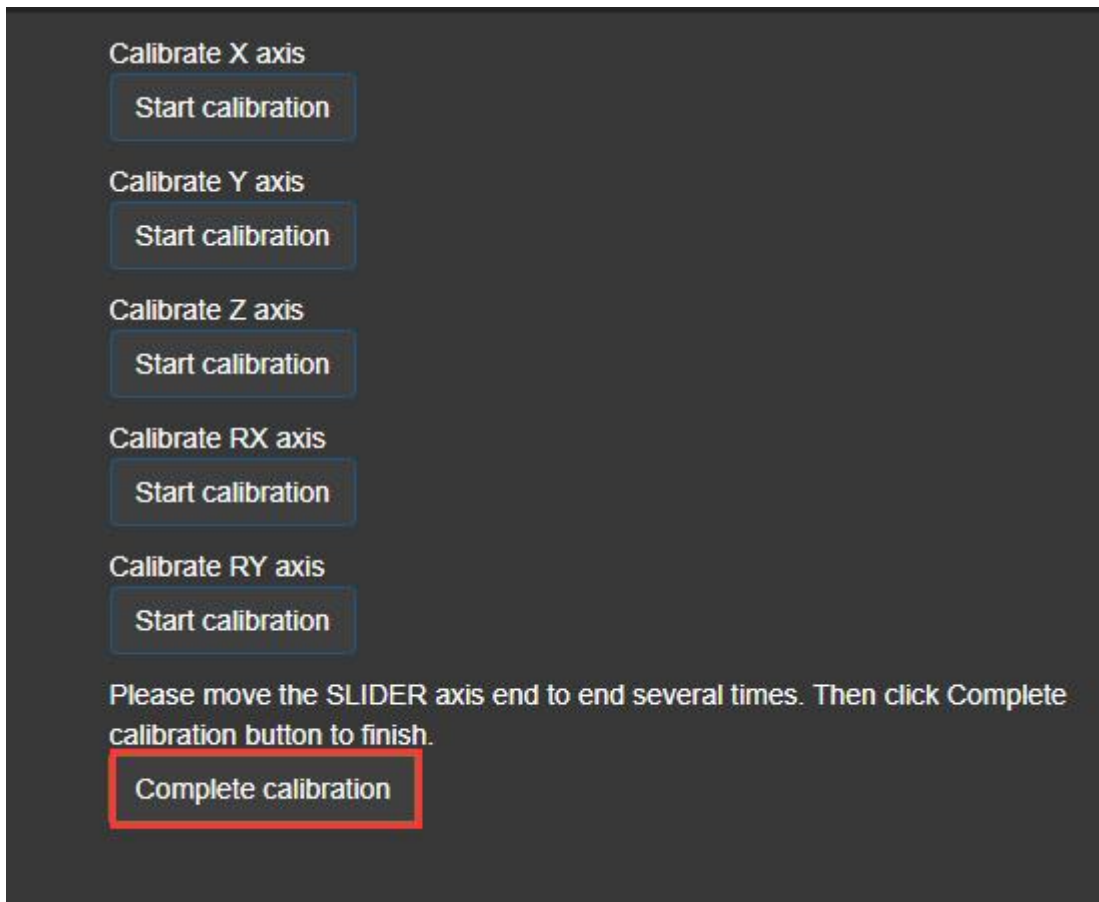 Calibrate X axis
Start calibration
Calibrate Y axis
Start calibration
Calibrate Z axis
Start calibration
Calibrate RX axis
Start calibration
Calibrate RY axis
Start calibration
Please move the SLIDER axis end to end several times. Then click Complete
calibration button to finish.
Complete calibration